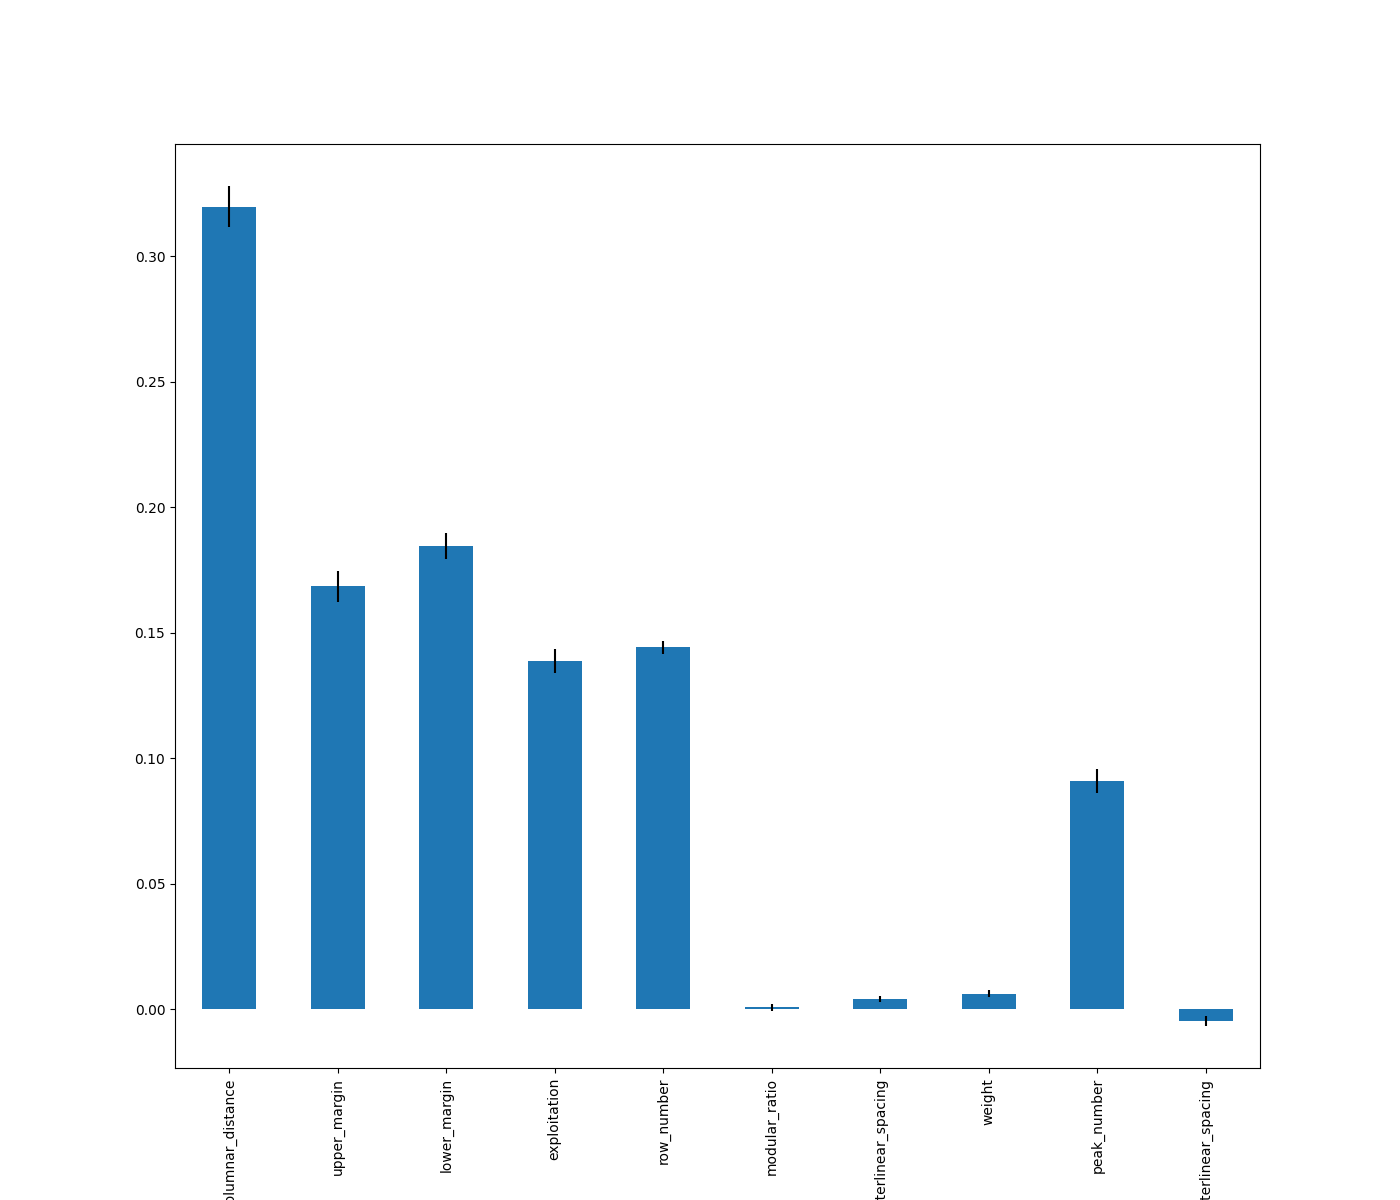 0.30
0.25
0.20
0.15
0.10
0.05
0.00
olumnar_distance
upper_margin
lower_margin
exploitation
row_number
modular_ratio
terlinear_spacing
weight
peak_number
terlinear_spacing